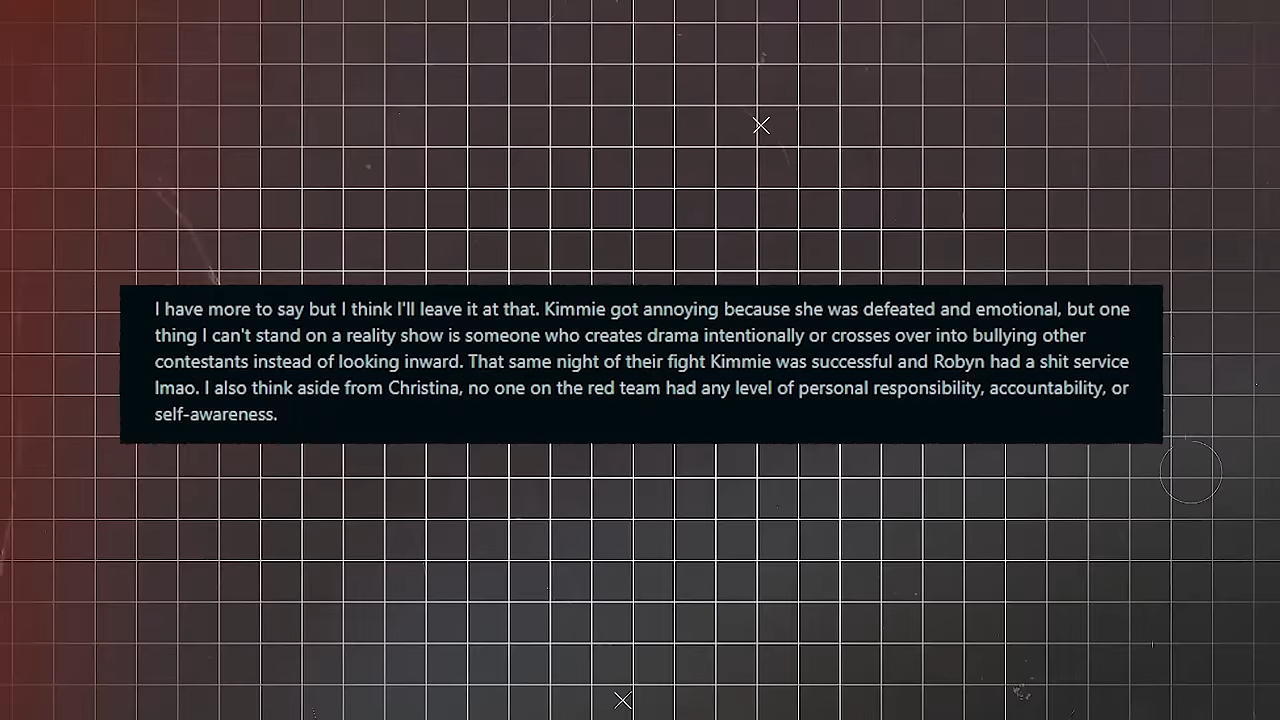 I have more to say but I think I'll leave it at that. Kimmie got annoying because she was defeated and emotional, but one
thing I can't stand on a reality show is someone who creates drama intentionally or crosses over into bullying other
contestants instead of looking inward. That same night of their fight Kimmie was successful and Robyn had a shit service
lmao. I also think aside from Christina, no one on the red team had any level of personal responsibility, accountability, or
self-awareness.